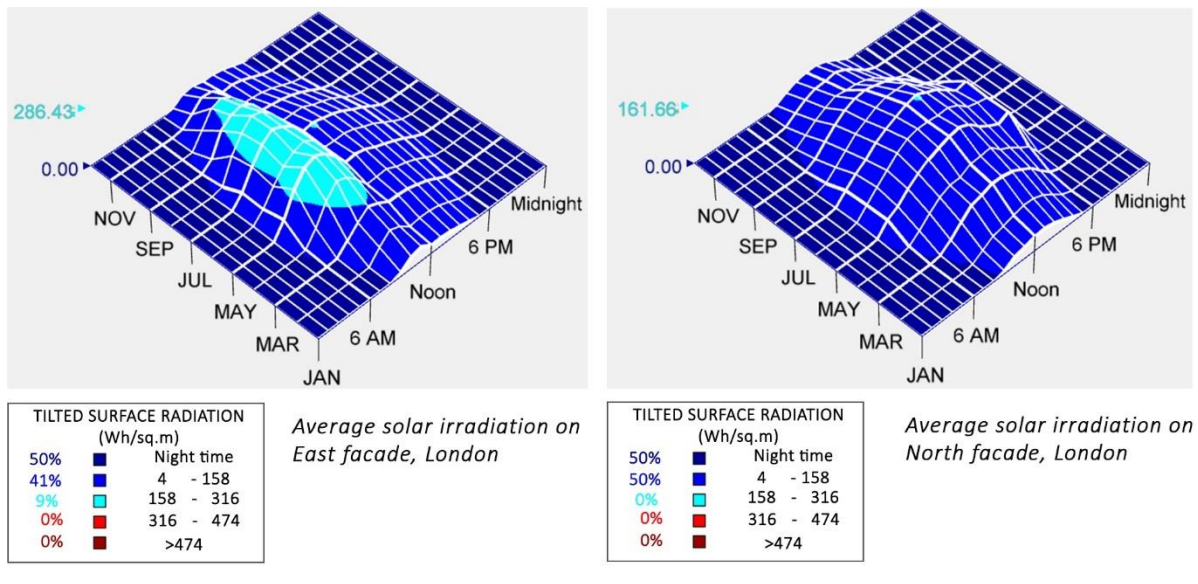 286.43
0.00
NOV
SEP
JUL
MAY
MAR
JAN
6 AM
Noon
6 PM
Midnight
TILTED SURFACE RADIATION
(Wh/sq.m)
50% Night time
41% 4 - 158
9% 158 - 316
0% 316 - 474
0% >474
Average solar irradiation on
East facade, London
161.66
0.00
NOV
SEP
JUL
MAY
MAR
JAN
6 AM
Noon
6 PM
Midnight
TILTED SURFACE RADIATION
(Wh/sq.m)
50% Night time
50% 4 - 158
0% 158 - 316
0% 316 - 474
0% >474
Average solar irradiation on
North facade, London